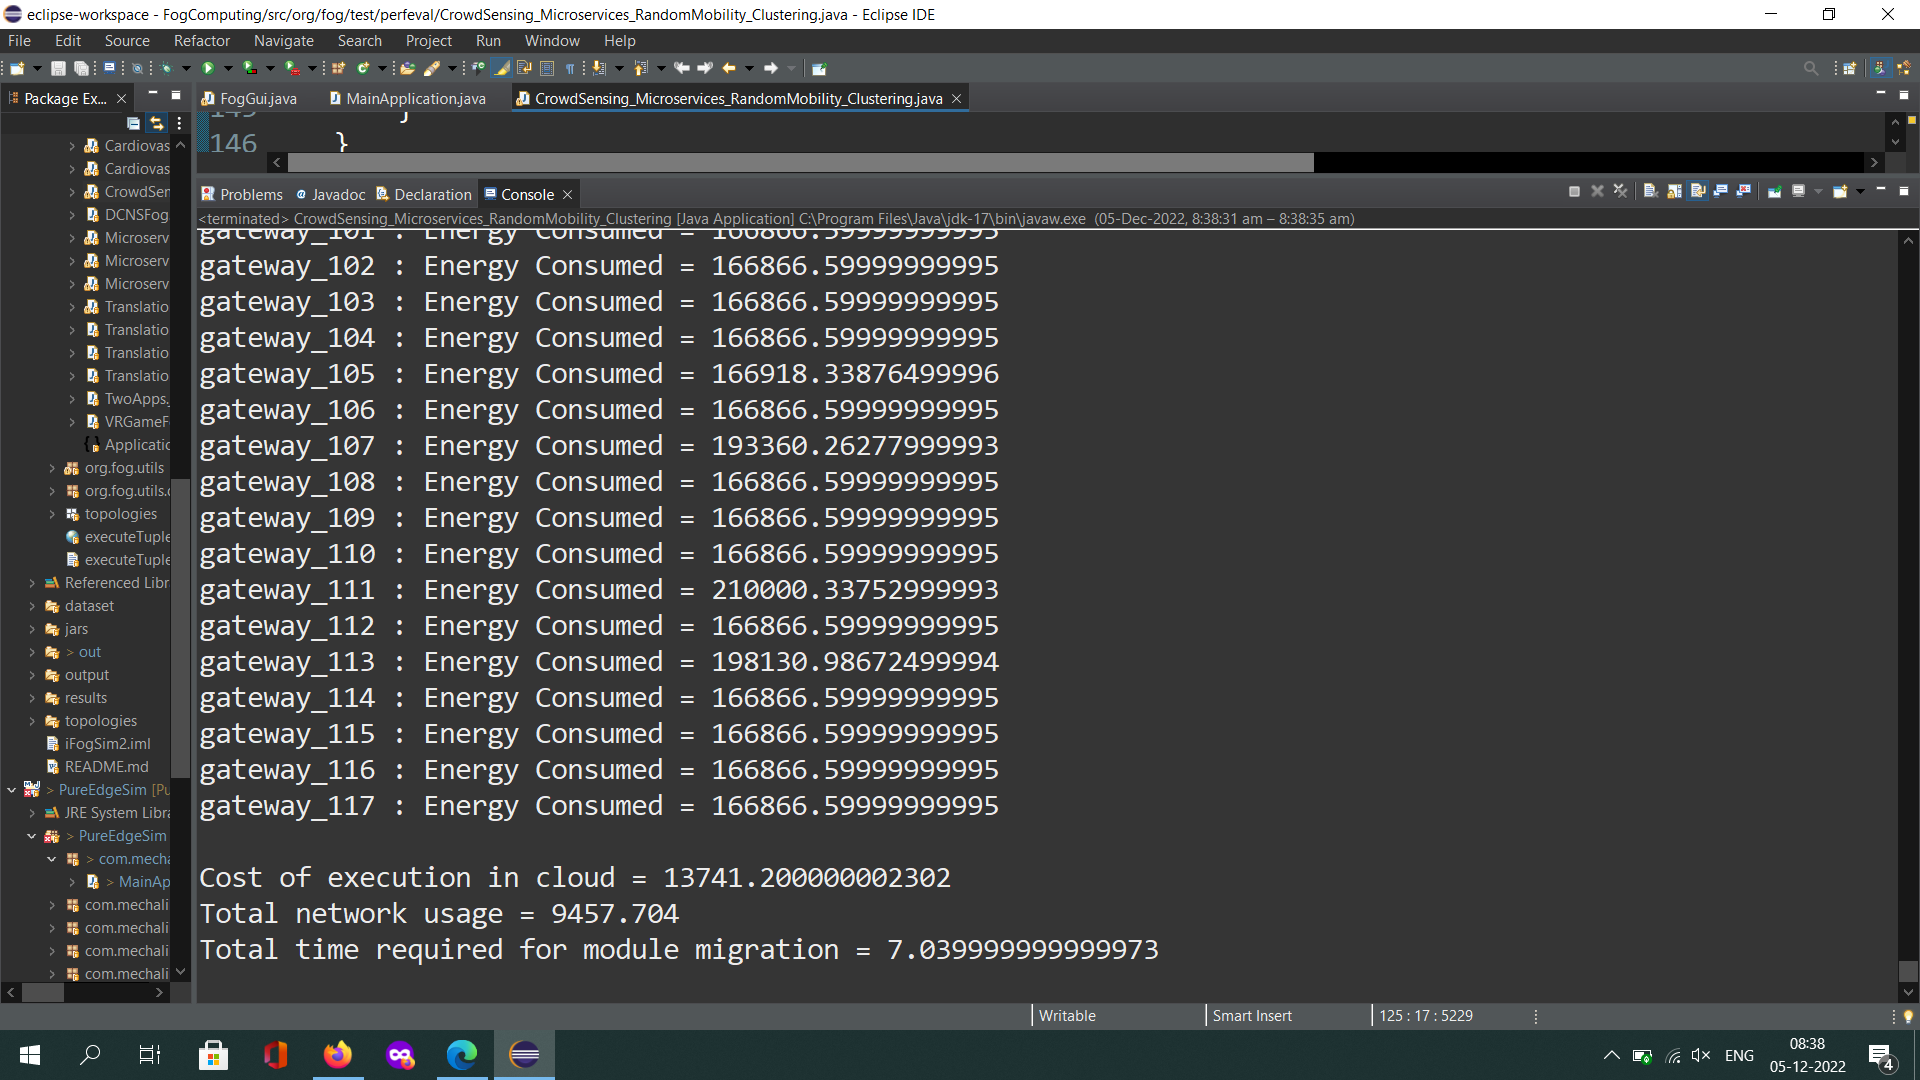 eclipse-workspace - FogComputing/src/org/fog/test/perfeval/CrowdSensing_Microservices_RandomMobility_Clustering.java - Eclipse IDE
File Edit Source Refactor Navigate Search Project Run Window Help
Package Ex...
FogGui.java MainApplication.java CrowdSensing_Microservices_RandomMobility_Clustering.java
145 }
146 }
Problems Javadoc Declaration Console
<terminated> CrowdSensing_Microservices_RandomMobility_Clustering [Java Application] C:\Program Files\Java\jdk-17\bin\javaw.exe (05-Dec-2022, 8:38:31 am – 8:38:35 am)
Cardiovas
Cardiovas
CrowdSen
DCNSFog
Microserv
Microserv
Microserv
Translatio
Translatio
Translatio
Translatio
TwoApps_
VRGameF
Applicatio
org.fog.utils
org.fog.utils.
topologies
executeTuple
executeTuple
Referenced Libr
dataset
jars
> out
output
results
topologies
iFogSim2.iml
README.md
> PureEdgeSim [Pu
JRE System Libra
> PureEdgeSim
> com.mecha
> MainAp
com.mechali
com.mechali
com.mechali
com.mechali
gateway_101 : Energy Consumed = 166866.59999999995
gateway_102 : Energy Consumed = 166866.59999999995
gateway_103 : Energy Consumed = 166866.59999999995
gateway_104 : Energy Consumed = 166866.59999999995
gateway_105 : Energy Consumed = 166918.33876499996
gateway_106 : Energy Consumed = 166866.59999999995
gateway_107 : Energy Consumed = 193360.26277999993
gateway_108 : Energy Consumed = 166866.59999999995
gateway_109 : Energy Consumed = 166866.59999999995
gateway_110 : Energy Consumed = 166866.59999999995
gateway_111 : Energy Consumed = 210000.33752999993
gateway_112 : Energy Consumed = 166866.59999999995
gateway_113 : Energy Consumed = 198130.98672499994
gateway_114 : Energy Consumed = 166866.59999999995
gateway_115 : Energy Consumed = 166866.59999999995
gateway_116 : Energy Consumed = 166866.59999999995
gateway_117 : Energy Consumed = 166866.59999999995
Cost of execution in cloud = 13741.200000002302
Total network usage = 9457.704
Total time required for module migration = 7.039999999999973
Writable Smart Insert 125 : 17 : 5229
ENG
08:38
05-12-2022
4